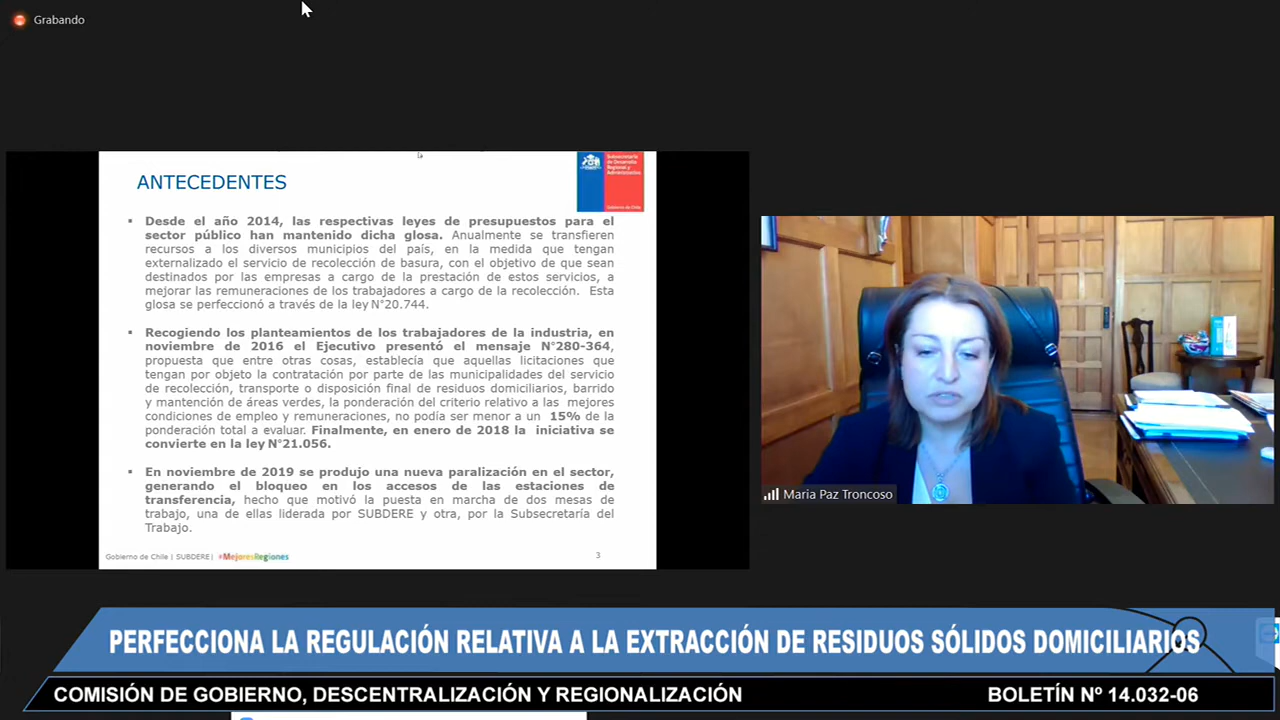 Grabando
ANTECEDENTES
Subsecretaría
de Desarrollo
Regional y
Administrativo
Gobierno de Chile
▪ Desde el año 2014, las respectivas leyes de presupuestos para el
sector público han mantenido dicha glosa. Anualmente se transfieren
recursos a los diversos municipios del país, en la medida que tengan
externalizado el servicio de recolección de basura, con el objetivo de que sean
destinados por las empresas a cargo de la prestación de estos servicios, a
mejorar las remuneraciones de los trabajadores a cargo de la recolección. Esta
glosa se perfeccionó a través de la ley N°20.744.
▪ Recogiendo los planteamientos de los trabajadores de la industria, en
noviembre de 2016 el Ejecutivo presentó el mensaje N°280-364,
propuesta que entre otras cosas, establecía que aquellas licitaciones que
tengan por objeto la contratación por parte de las municipalidades del servicio
de recolección, transporte o disposición final de residuos domiciliarios, barrido
y mantención de áreas verdes, la ponderación del criterio relativo a las mejores
condiciones de empleo y remuneraciones, no podía ser menor a un 15% de la
ponderación total a evaluar. Finalmente, en enero de 2018 la iniciativa se
convierte en la ley N°21.056.
▪ En noviembre de 2019 se produjo una nueva paralización en el sector,
generando el bloqueo en los accesos de las estaciones de
transferencia, hecho que motivó la puesta en marcha de dos mesas de
trabajo, una de ellas liderada por SUBDERE y otra, por la Subsecretaría del
Trabajo.
Gobierno de Chile | SUBDERE| #MejoresRegiones
3
Maria Paz Troncoso
PERFECCIONA LA REGULACIÓN RELATIVA A LA EXTRACCIÓN DE RESIDUOS SÓLIDOS DOMICILIARIOS
COMISIÓN DE GOBIERNO, DESCENTRALIZACIÓN Y REGIONALIZACIÓN
BOLETÍN Nº 14.032-06